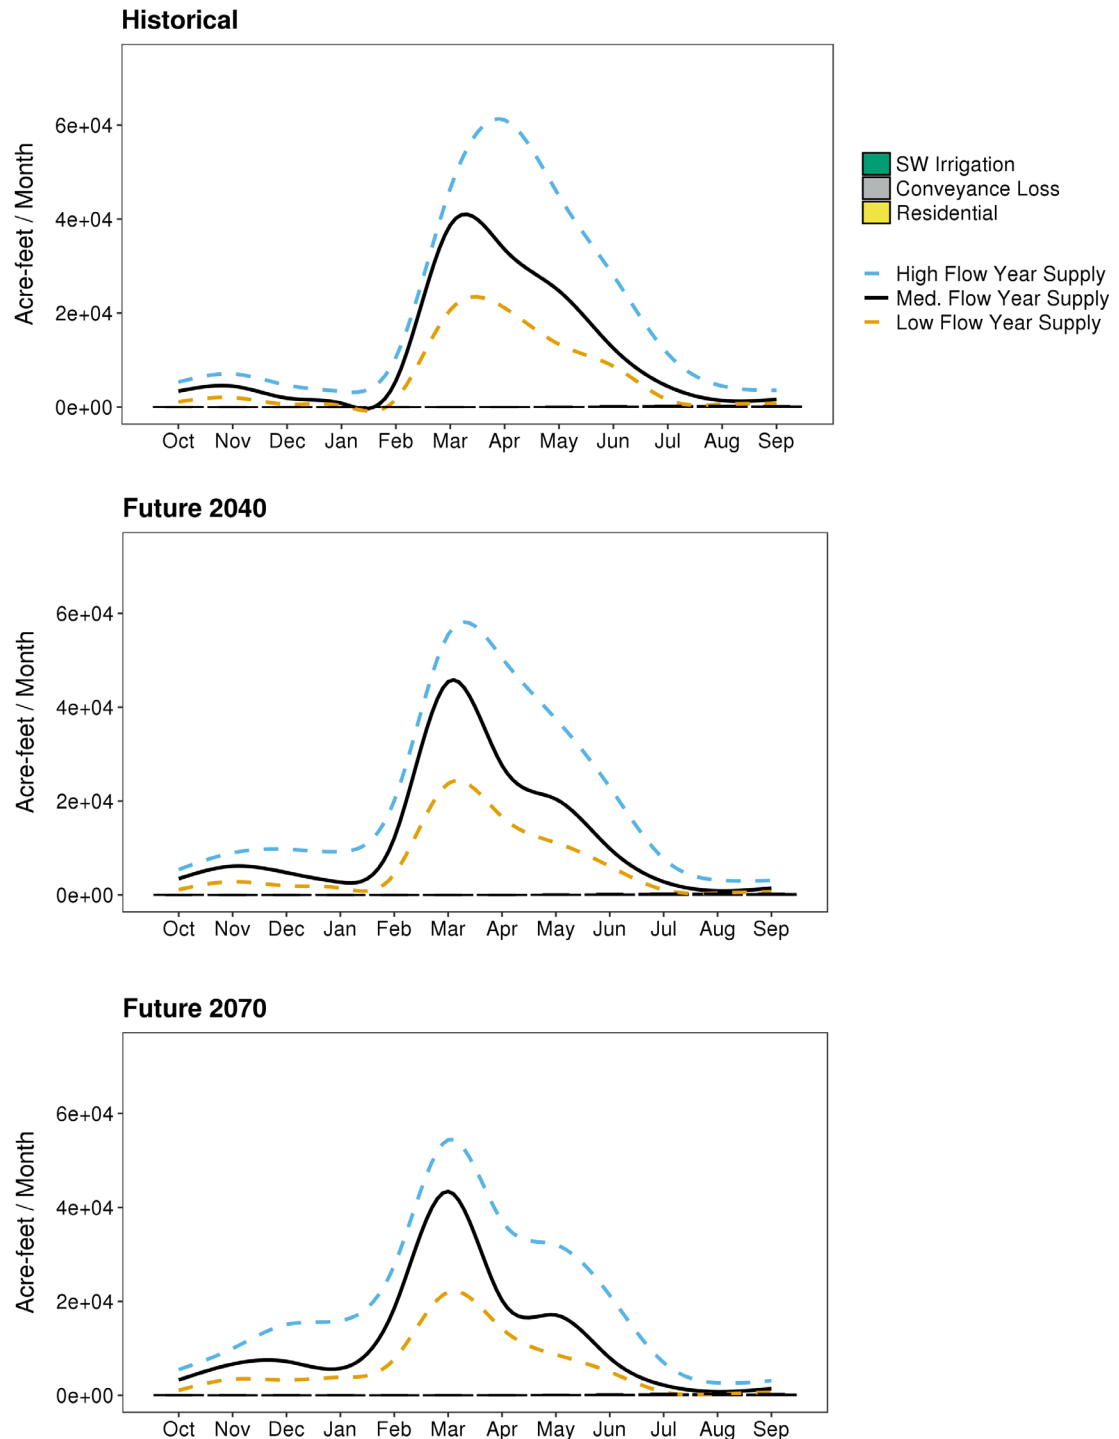 Historical
Acre-feet / Month
6e+04
4e+04
2e+04
0e+00
Oct Nov Dec Jan Feb Mar Apr May Jun Jul Aug Sep
SW Irrigation
Conveyance Loss
Residential
High Flow Year Supply
Med. Flow Year Supply
Low Flow Year Supply
Future 2040
Acre-feet / Month
6e+04
4e+04
2e+04
0e+00
Oct Nov Dec Jan Feb Mar Apr May Jun Jul Aug Sep
Future 2070
Acre-feet / Month
6e+04
4e+04
2e+04
0e+00
Oct Nov Dec Jan Feb Mar Apr May Jun Jul Aug Sep